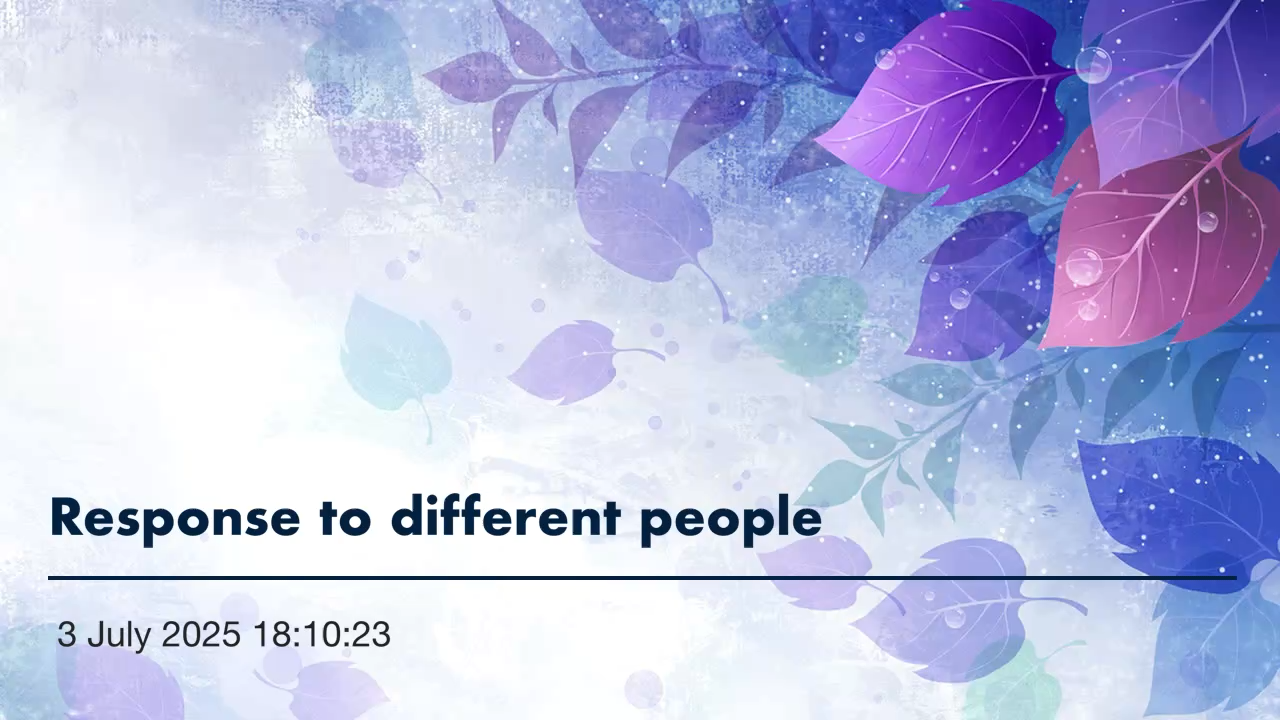 Response to different people
3 July 2025 18:10:23